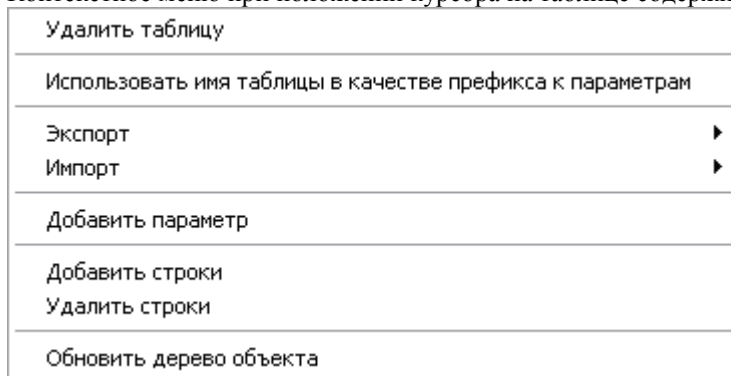 Удалить таблицу
Использовать имя таблицы в качестве префикса к параметрам
Экспорт
Импорт
Добавить параметр
Добавить строки
Удалить строки
Обновить дерево объекта